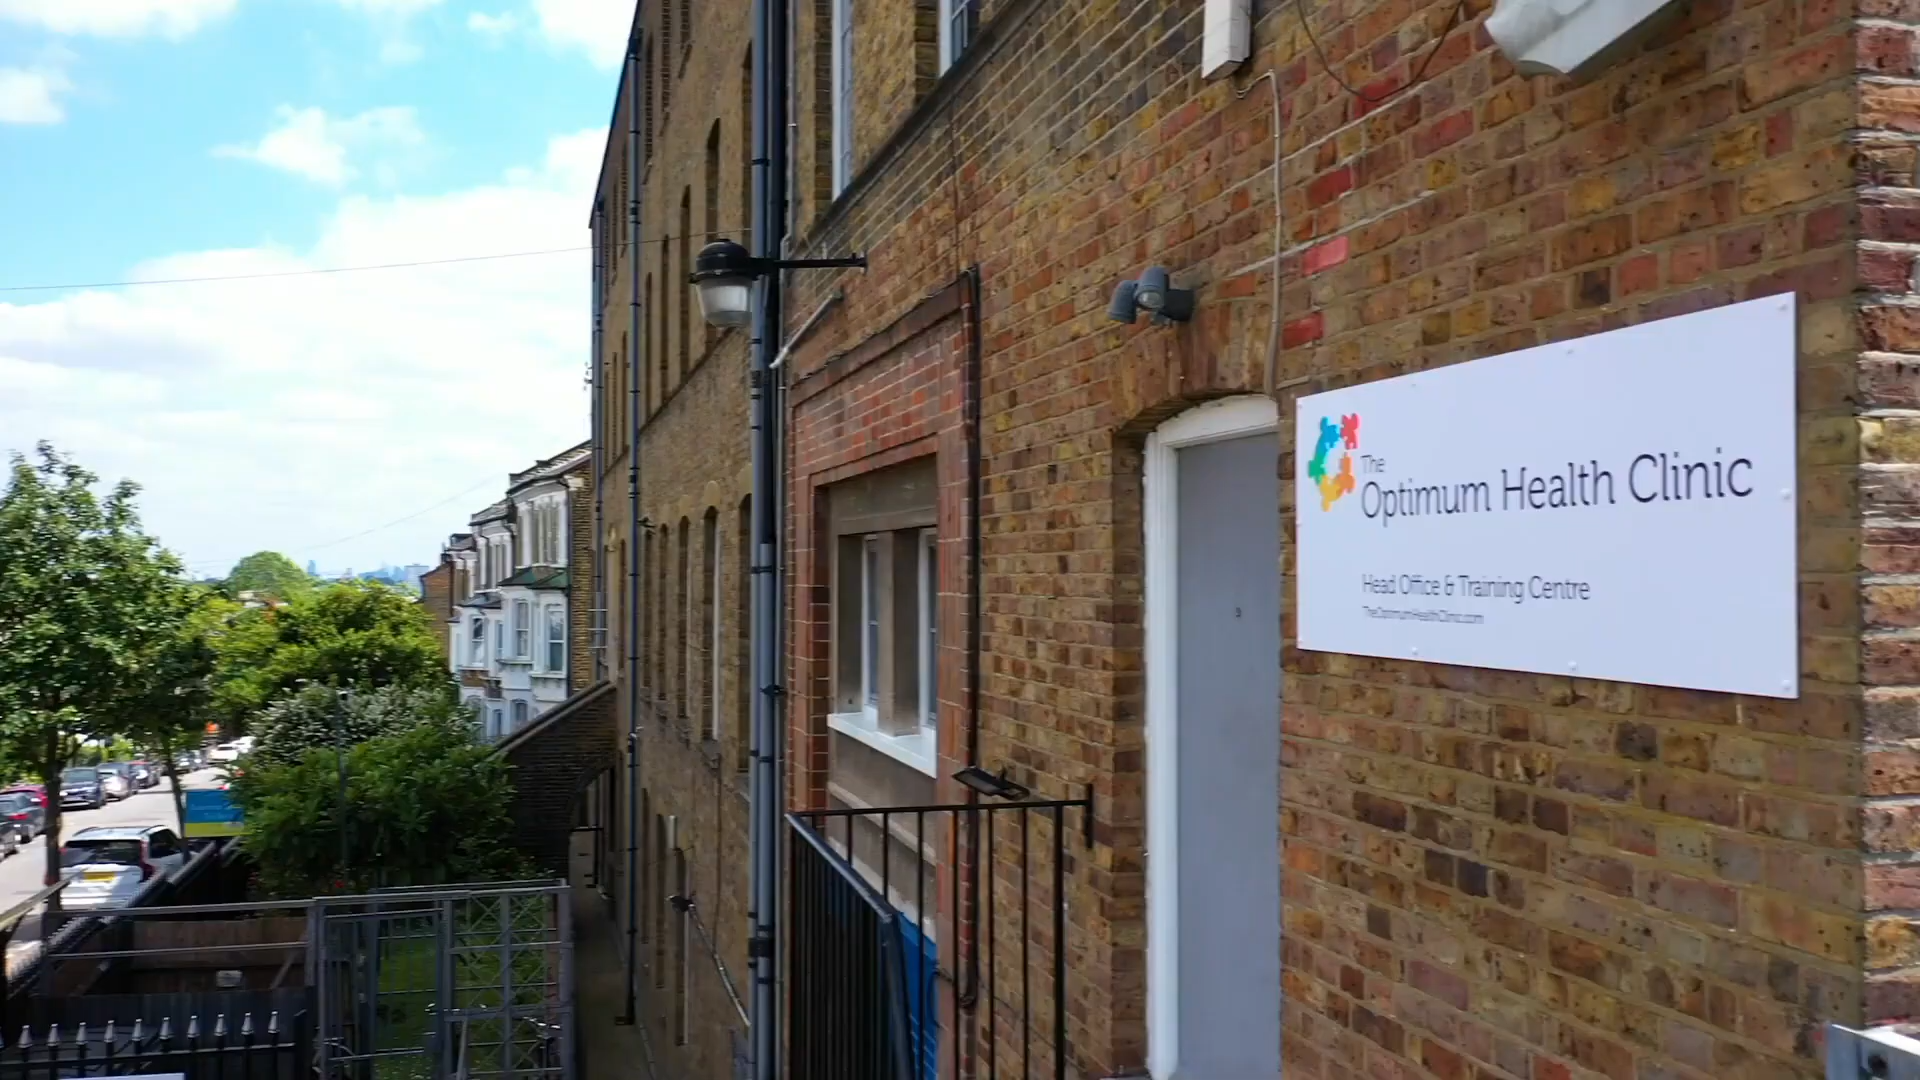 The
Optimum Health Clinic
Head Office & Training Centre
TheOptimumHealthClinic.com